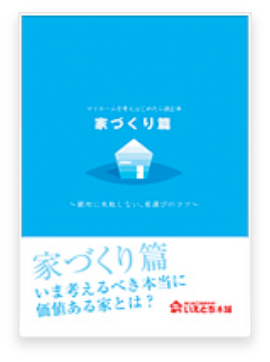 マイホームを考えはじめたら読む本
家づくり篇
〜絶対に失敗しない、家選びのコツ〜
家づくり篇
いま考えるべき本当に
価値ある家とは？
いえとち本舗